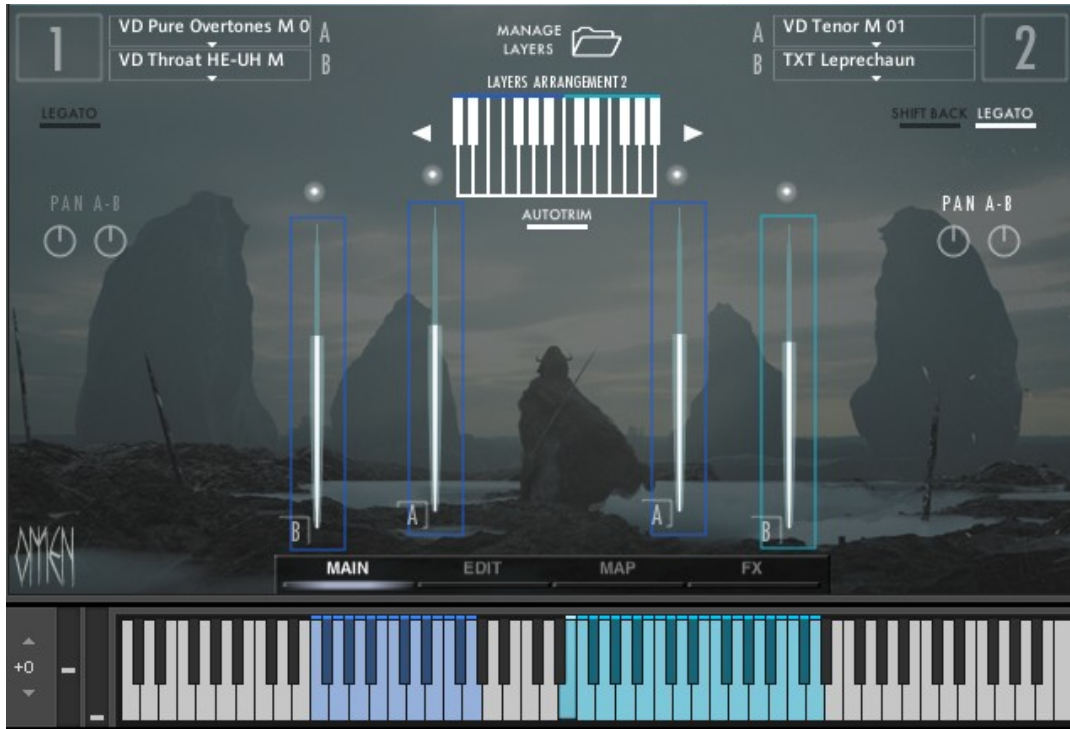 1
VD Pure Overtones M 0
A
VD Throat HE-UH M
B
MANAGE
LAYERS
A
VD Tenor M 01
B
TXT Leprechaun
2
LAYERS ARRANGEMENT 2
LEGATO
SHIFT BACK LEGATO
PAN A-B
AUTOTRIM
PAN A-B
B
A
A
B
OMEN
MAIN EDIT MAP FX
+0